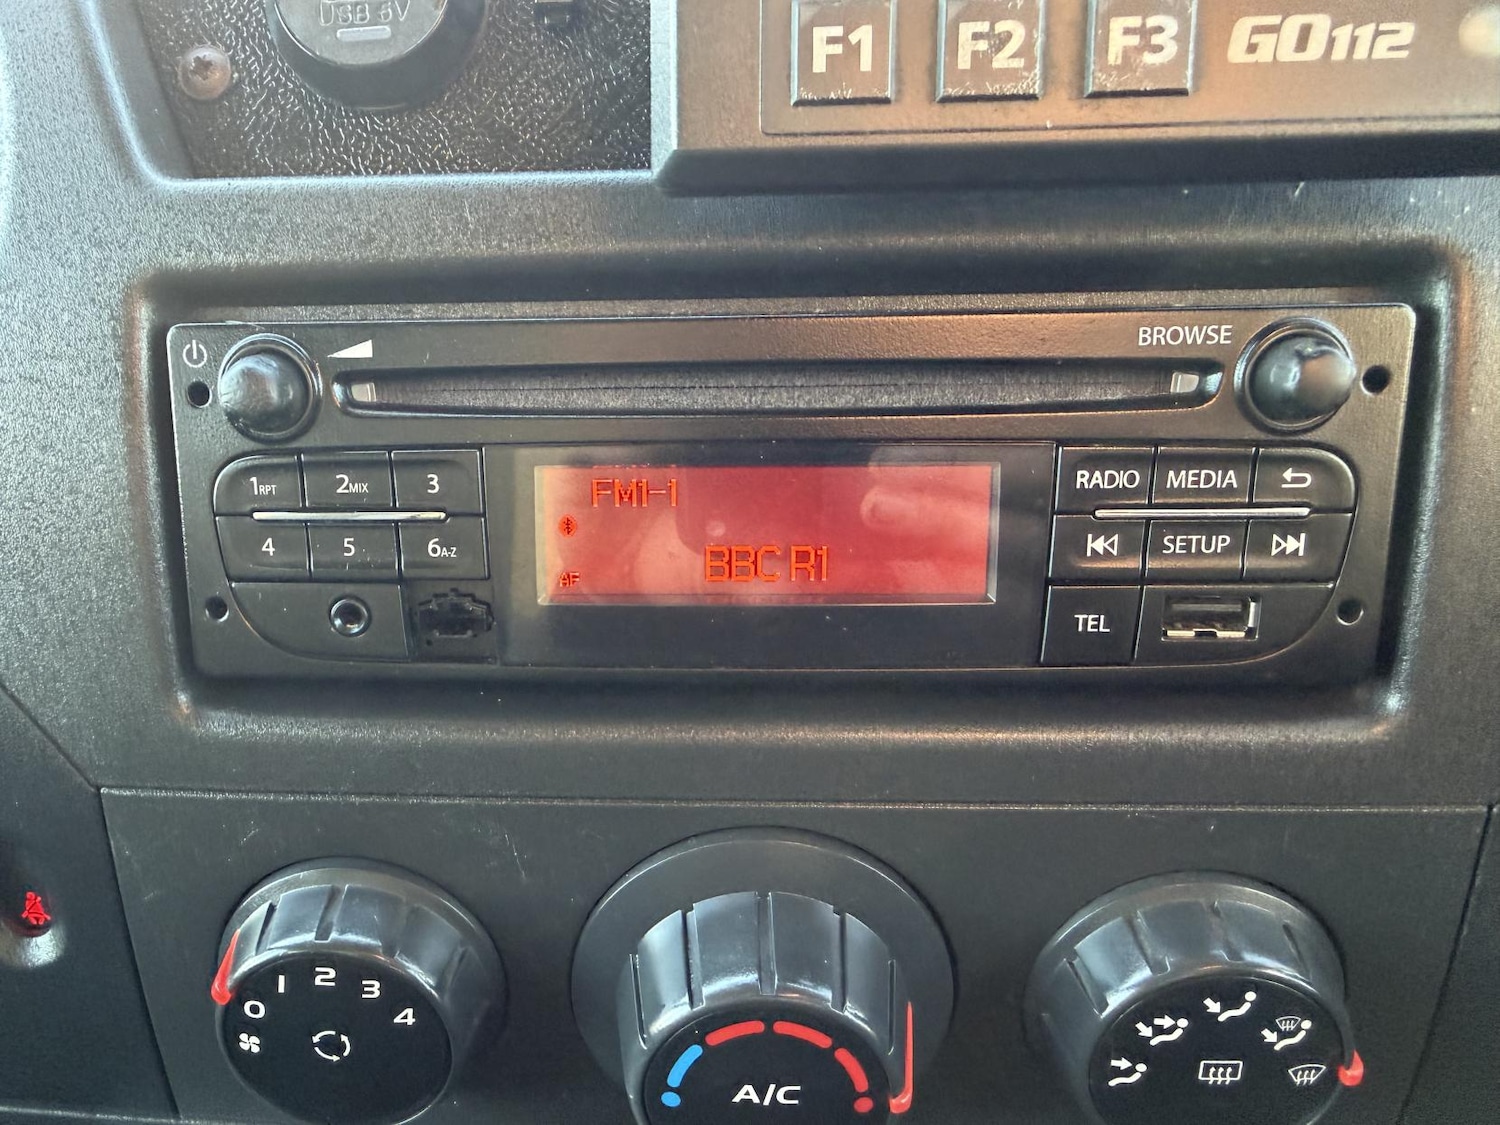 USB 5V
F1 F2 F3 GO112
BROWSE
1RPT 2MIX 3
4 5 6A-Z
FM1-1
AF
BBC R1
RADIO MEDIA
SETUP
TEL
0 1 2 3 4
A/C